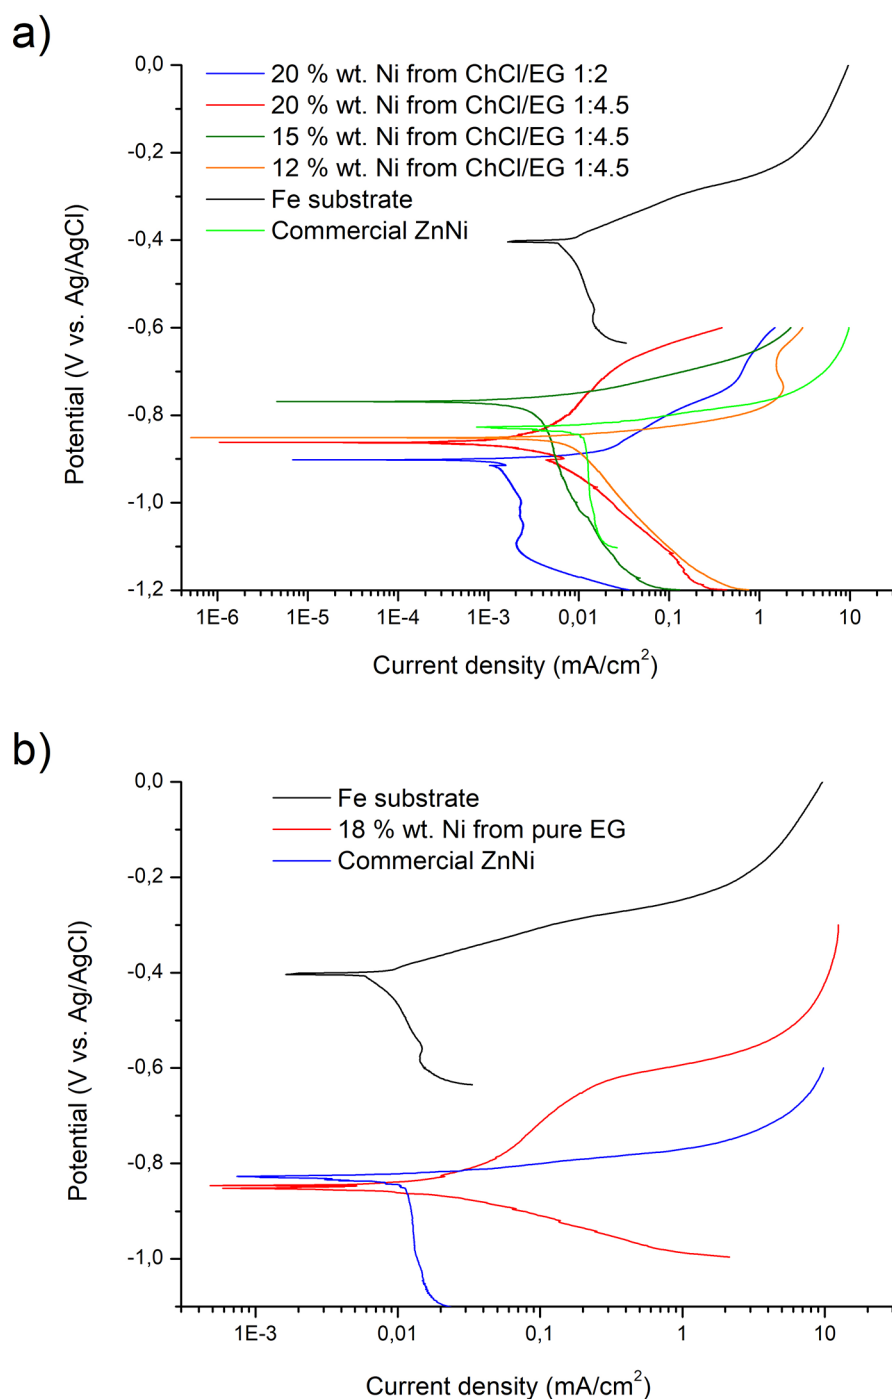 a)
20 % wt. Ni from ChCl/EG 1:2
20 % wt. Ni from ChCl/EG 1:4.5
15 % wt. Ni from ChCl/EG 1:4.5
12 % wt. Ni from ChCl/EG 1:4.5
Fe substrate
Commercial ZnNi
Potential (V vs. Ag/AgCl)
0,0
-0,2
-0,4
-0,6
-0,8
-1,0
-1,2
1E-6 1E-5 1E-4 1E-3 0,01 0,1 1 10
Current density (mA/cm²)
b)
Fe substrate
18 % wt. Ni from pure EG
Commercial ZnNi
Potential (V vs. Ag/AgCl)
0,0
-0,2
-0,4
-0,6
-0,8
-1,0
1E-3 0,01 0,1 1 10
Current density (mA/cm²)